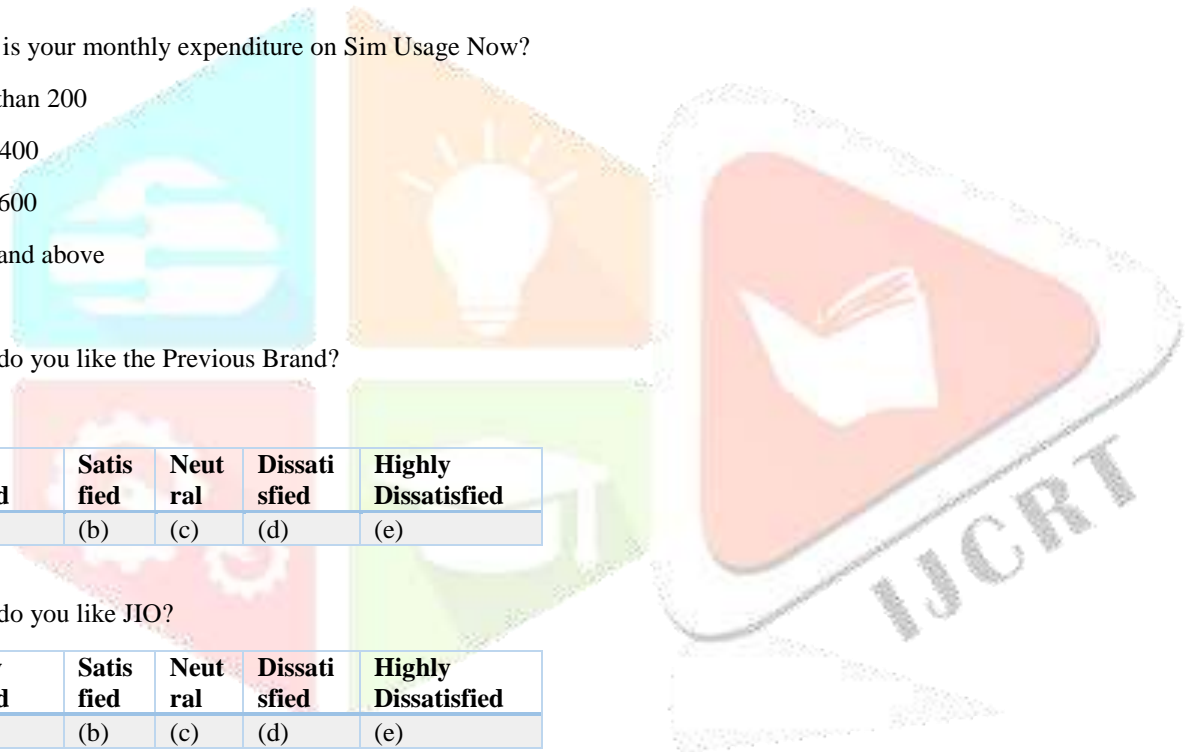 is your monthly expenditure on Sim Usage Now?
than 200
400
600
and above
do you like the Previous Brand?
Satis Neut Dissati Highly
fied ral sfied Dissatisfied
(b) (c) (d) (e)
do you like JIO?
Satis Neut Dissati Highly
fied ral sfied Dissatisfied
(b) (c) (d) (e)
IJCRT